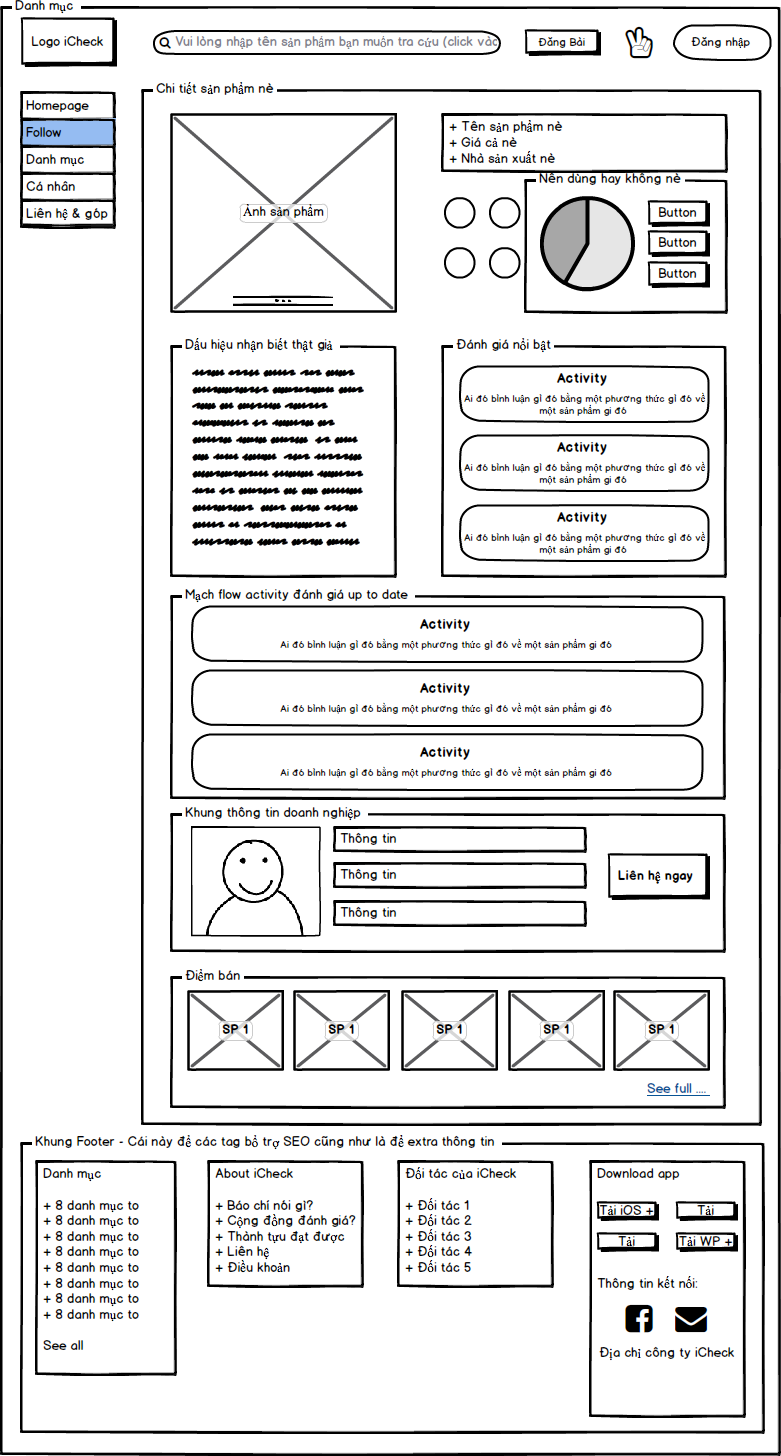 Danh mục
Logo iCheck
Vui lòng nhập tên sản phẩm bạn muốn tra cứu (click vàc
Đăng Bài
Đăng nhập
Homepage
Follow
Danh mục
Cá nhân
Liên hệ & góp
Chi tiết sản phẩm nè
Ảnh sản phẩm
+ Tên sản phẩm nè
+ Giá cả nè
+ Nhà sản xuất nè
Nên dùng hay không nè
Button
Button
Button
Dấu hiệu nhận biết thật giả
Đánh giá nổi bật
Activity
Ai đó bình luận gì đó bằng một phương thức gì đó về
một sản phẩm gì đó
Activity
Ai đó bình luận gì đó bằng một phương thức gì đó về
một sản phẩm gì đó
Activity
Ai đó bình luận gì đó bằng một phương thức gì đó về
một sản phẩm gì đó
Mạch flow activity đánh giá up to date
Activity
Ai đó bình luận gì đó bằng một phương thức gì đó về một sản phẩm gì đó
Activity
Ai đó bình luận gì đó bằng một phương thức gì đó về một sản phẩm gì đó
Activity
Ai đó bình luận gì đó bằng một phương thức gì đó về một sản phẩm gì đó
Khung thông tin doanh nghiệp
Thông tin
Thông tin
Thông tin
Liên hệ ngay
Điểm bán
SP 1
SP 1
SP 1
SP 1
SP 1
See full ....
Khung Footer - Cái này để các tag bổ trợ SEO cũng như là để extra thông tin
Danh mục
+ 8 danh mục to
+ 8 danh mục to
+ 8 danh mục to
+ 8 danh mục to
+ 8 danh mục to
+ 8 danh mục to
+ 8 danh mục to
+ 8 danh mục to
See all
About iCheck
+ Báo chí nói gì?
+ Cộng đồng đánh giá?
+ Thành tựu đạt được
+ Liên hệ
+ Điều khoản
Đối tác của iCheck
+ Đối tác 1
+ Đối tác 2
+ Đối tác 3
+ Đối tác 4
+ Đối tác 5
Download app
Tải iOS +
Tải
Tải
Tải WP +
Thông tin kết nối:
Địa chỉ công ty iCheck